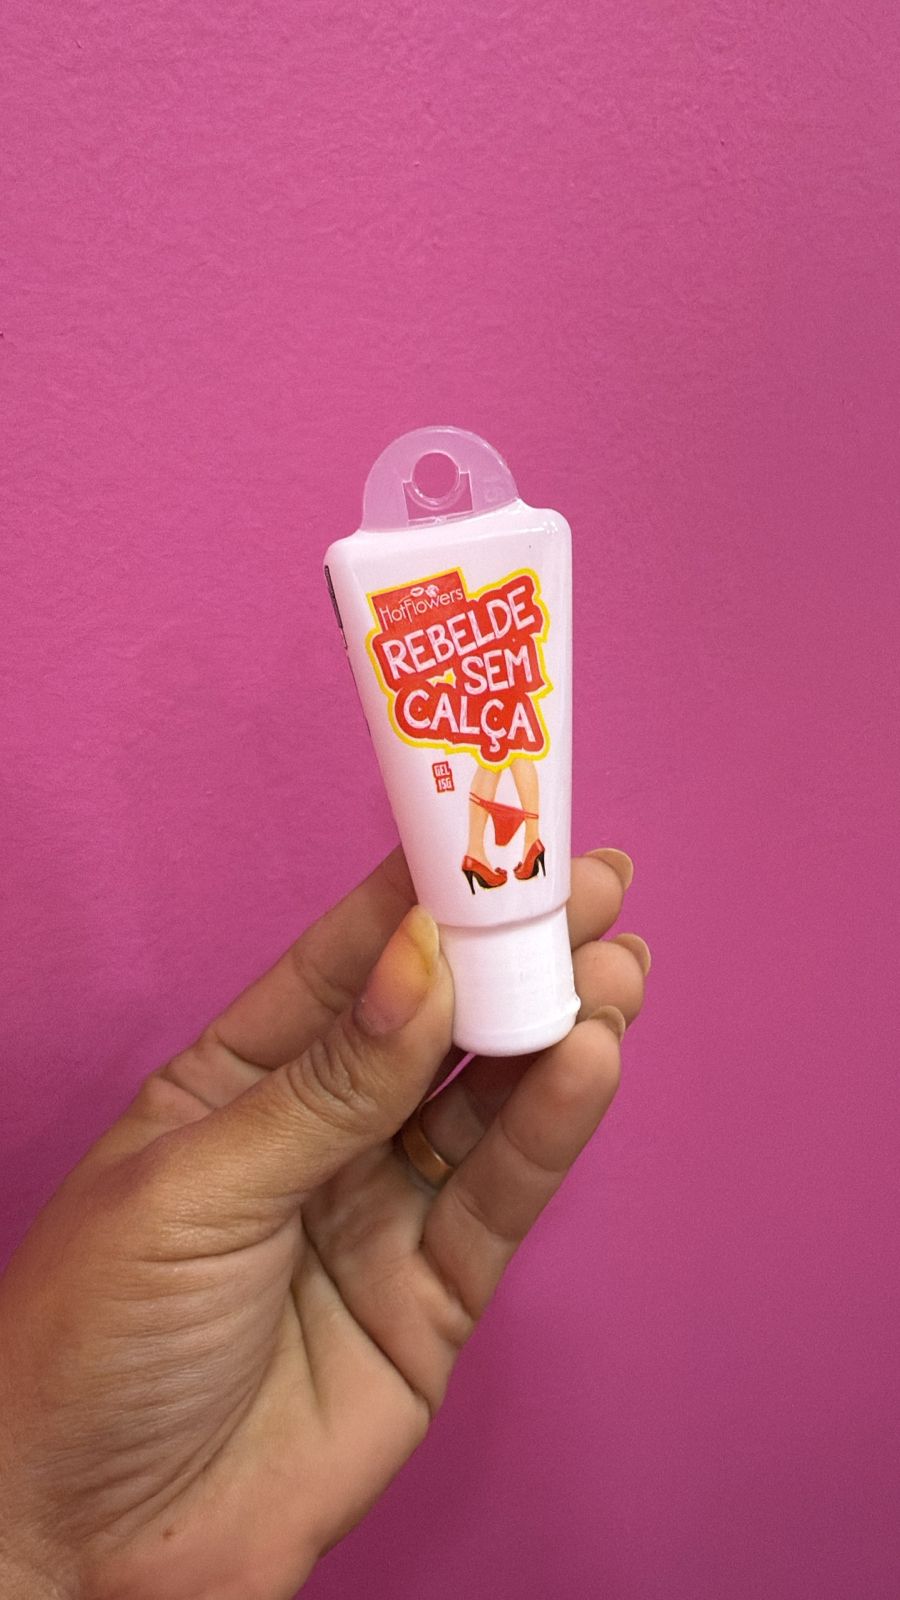 HotFlowers
REBELDE
SEM
CALÇA
GEL
15G